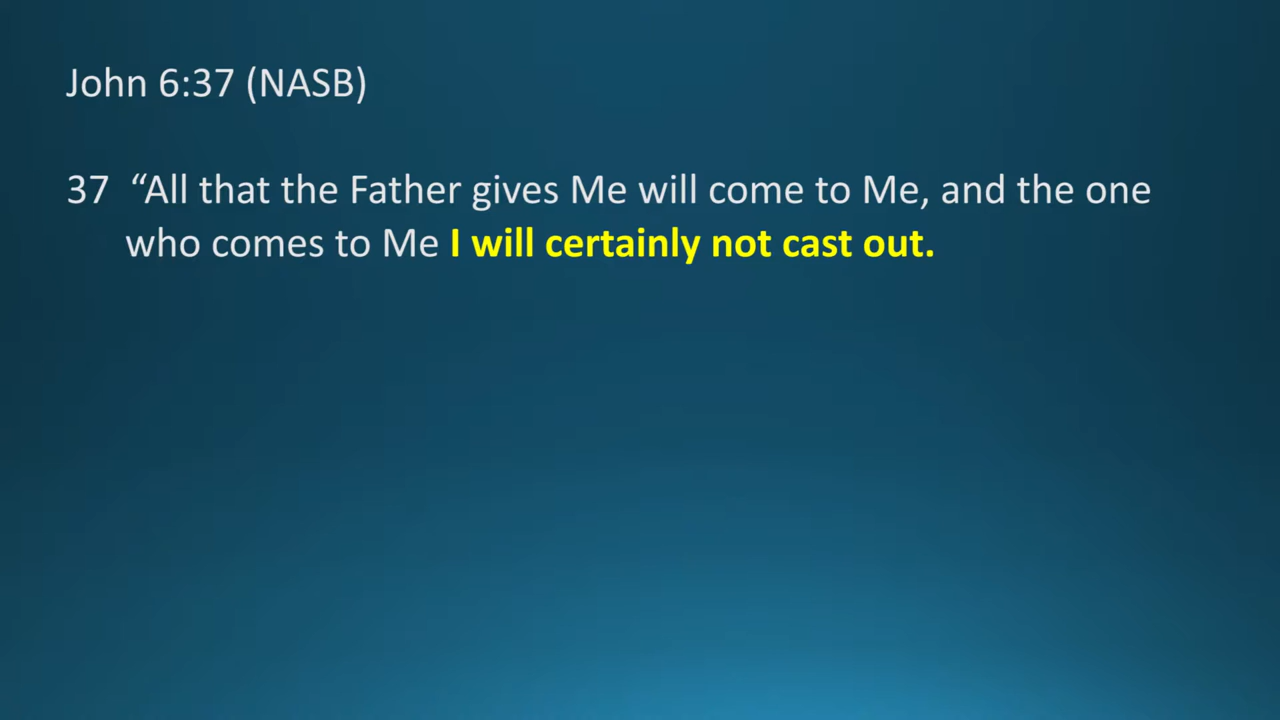 John 6:37 (NASB)
37 “All that the Father gives Me will come to Me, and the one
who comes to Me I will certainly not cast out.